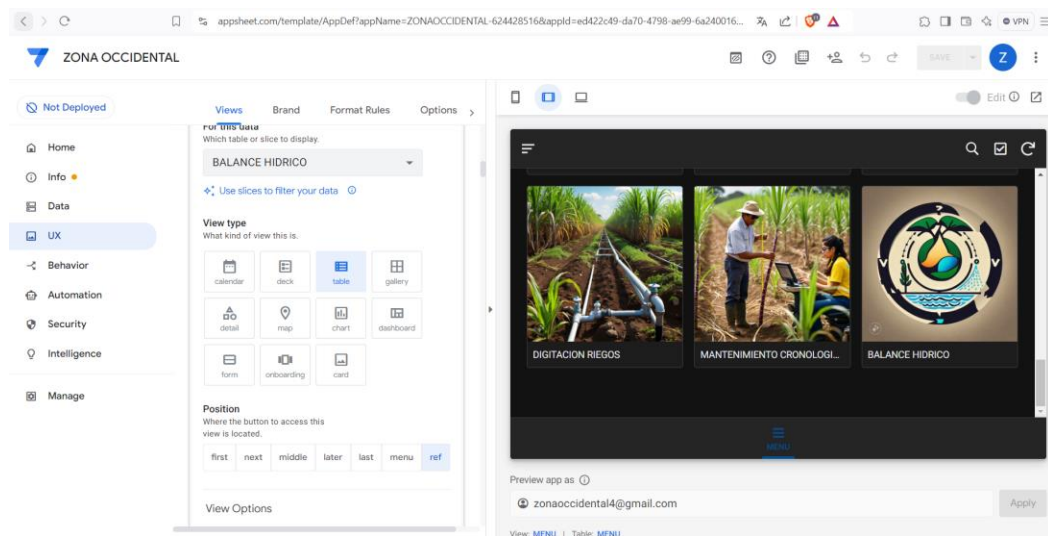 appsheet.com/template/AppDef?appName=ZONAOCCIDENTAL-624428516&appId=ed422c49-da70-4798-ae99-6a240016...
VPN
ZONA OCCIDENTAL
SAVE
Z
Not Deployed
Home
Info
Data
UX
Behavior
Automation
Security
Intelligence
Manage
Views Brand Format Rules Options
For this data
Which table or slice to display.
BALANCE HIDRICO
Use slices to filter your data
View type
What kind of view this is.
calendar deck table gallery
detail map chart dashboard
form onboarding card
Position
Where the button to access this
view is located.
first next middle later last menu ref
View Options
Edit
DIGITACION RIEGOS MANTENIMIENTO CRONOLOGI... BALANCE HIDRICO
MENU
Preview app as
zonaoccidental4@gmail.com
Apply
View: MENU | Table: MENU